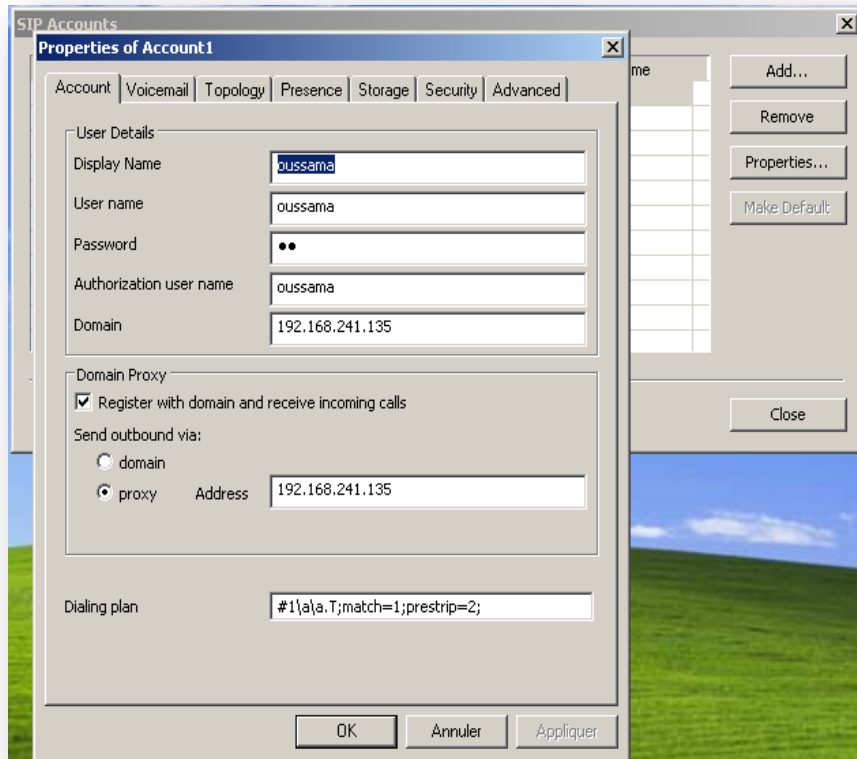 SIP Accounts
Properties of Account1
me
Add...
Account Voicemail Topology Presence Storage Security Advanced
Remove
User Details
Display Name oussama
Properties...
User name oussama
Make Default
Password ●●
Authorization user name oussama
Domain 192.168.241.135
Domain Proxy
Register with domain and receive incoming calls
Close
Send outbound via:
domain
proxy Address 192.168.241.135
Dialing plan #1\a\a.T;match=1;prestrip=2;
OK Annuler Appliquer